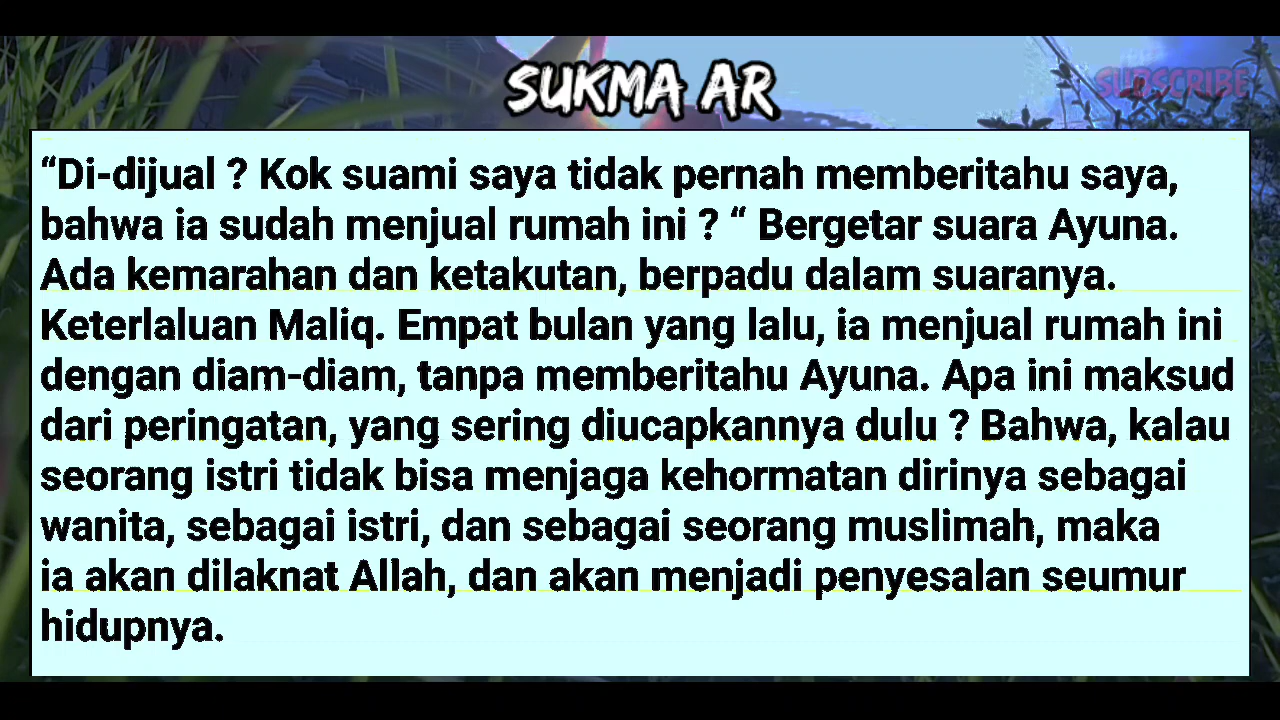 SUKMA AR
SUBSCRIBE
“Di-dijual ? Kok suami saya tidak pernah memberitahu saya,
bahwa ia sudah menjual rumah ini ? “ Bergetar suara Ayuna.
Ada kemarahan dan ketakutan, berpadu dalam suaranya.
Keterlaluan Maliq. Empat bulan yang lalu, ia menjual rumah ini
dengan diam-diam, tanpa memberitahu Ayuna. Apa ini maksud
dari peringatan, yang sering diucapkannya dulu ? Bahwa, kalau
seorang istri tidak bisa menjaga kehormatan dirinya sebagai
wanita, sebagai istri, dan sebagai seorang muslimah, maka
ia akan dilaknat Allah, dan akan menjadi penyesalan seumur
hidupnya.